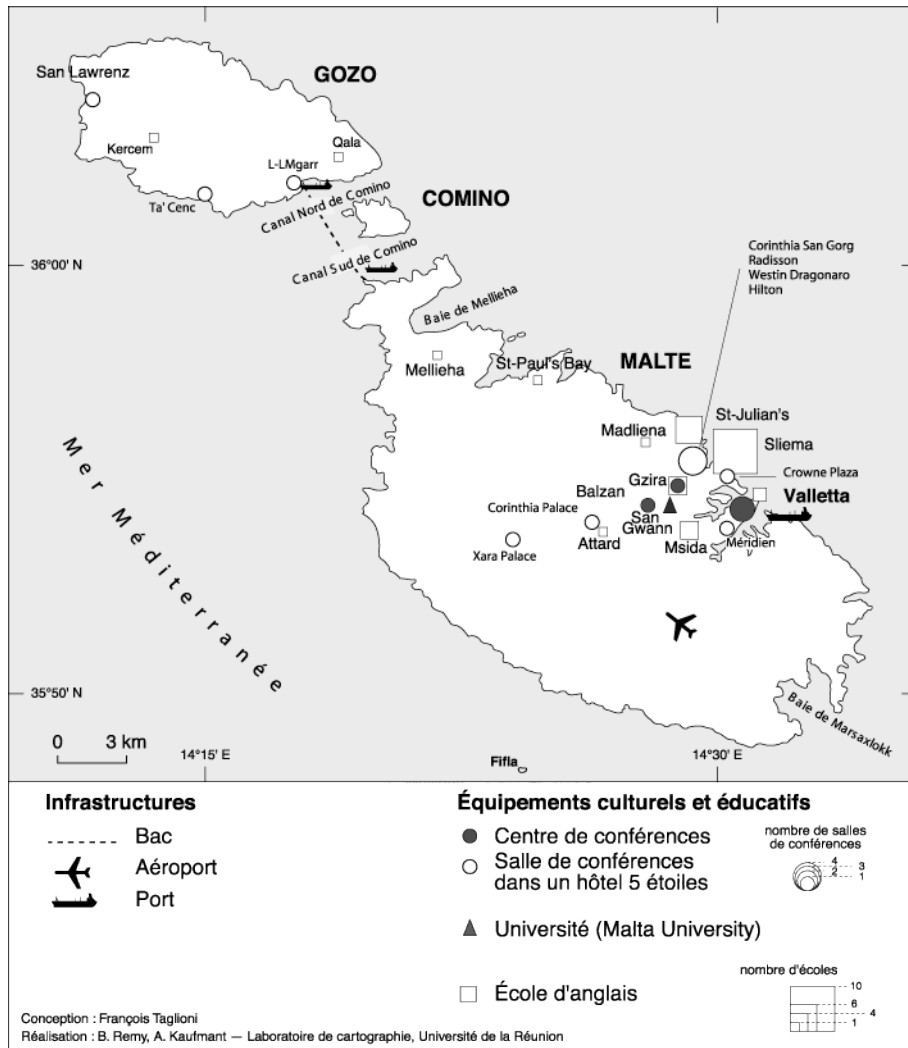 San Lawrenz
GOZO
Kercem
Qala
L-LMgarr
Ta' Cenc
Canal Nord de Comino
COMINO
Canal Sud de Comino
36°00' N
Corinthia San Gorg
Radisson
Westin Dragonaro
Hilton
Baie de Mellieha
Mellieha
St-Paul's Bay
MALTE
Madliena
St-Julian's
Sliema
Crowne Plaza
Gzira
Balzan
Valletta
Corinthia Palace
San
Gwann
Attard
Msida
Méridien
ν
Xara Palace
Mer Méditerranée
35°50' N
Baie de Marsaxlokk
0 3 km
14°15' E
14°30' E
Fifla
Infrastructures
Bac
Aéroport
Port
Équipements culturels et éducatifs
Centre de conférences
Salle de conférences
dans un hôtel 5 étoiles
Université (Malta University)
École d'anglais
nombre de salles
de conférences
4
3
2
1
nombre d'écoles
10
6
4
1
Conception : François Taglioni
Réalisation : B. Remy, A. Kaufmant — Laboratoire de cartographie, Université de la Réunion